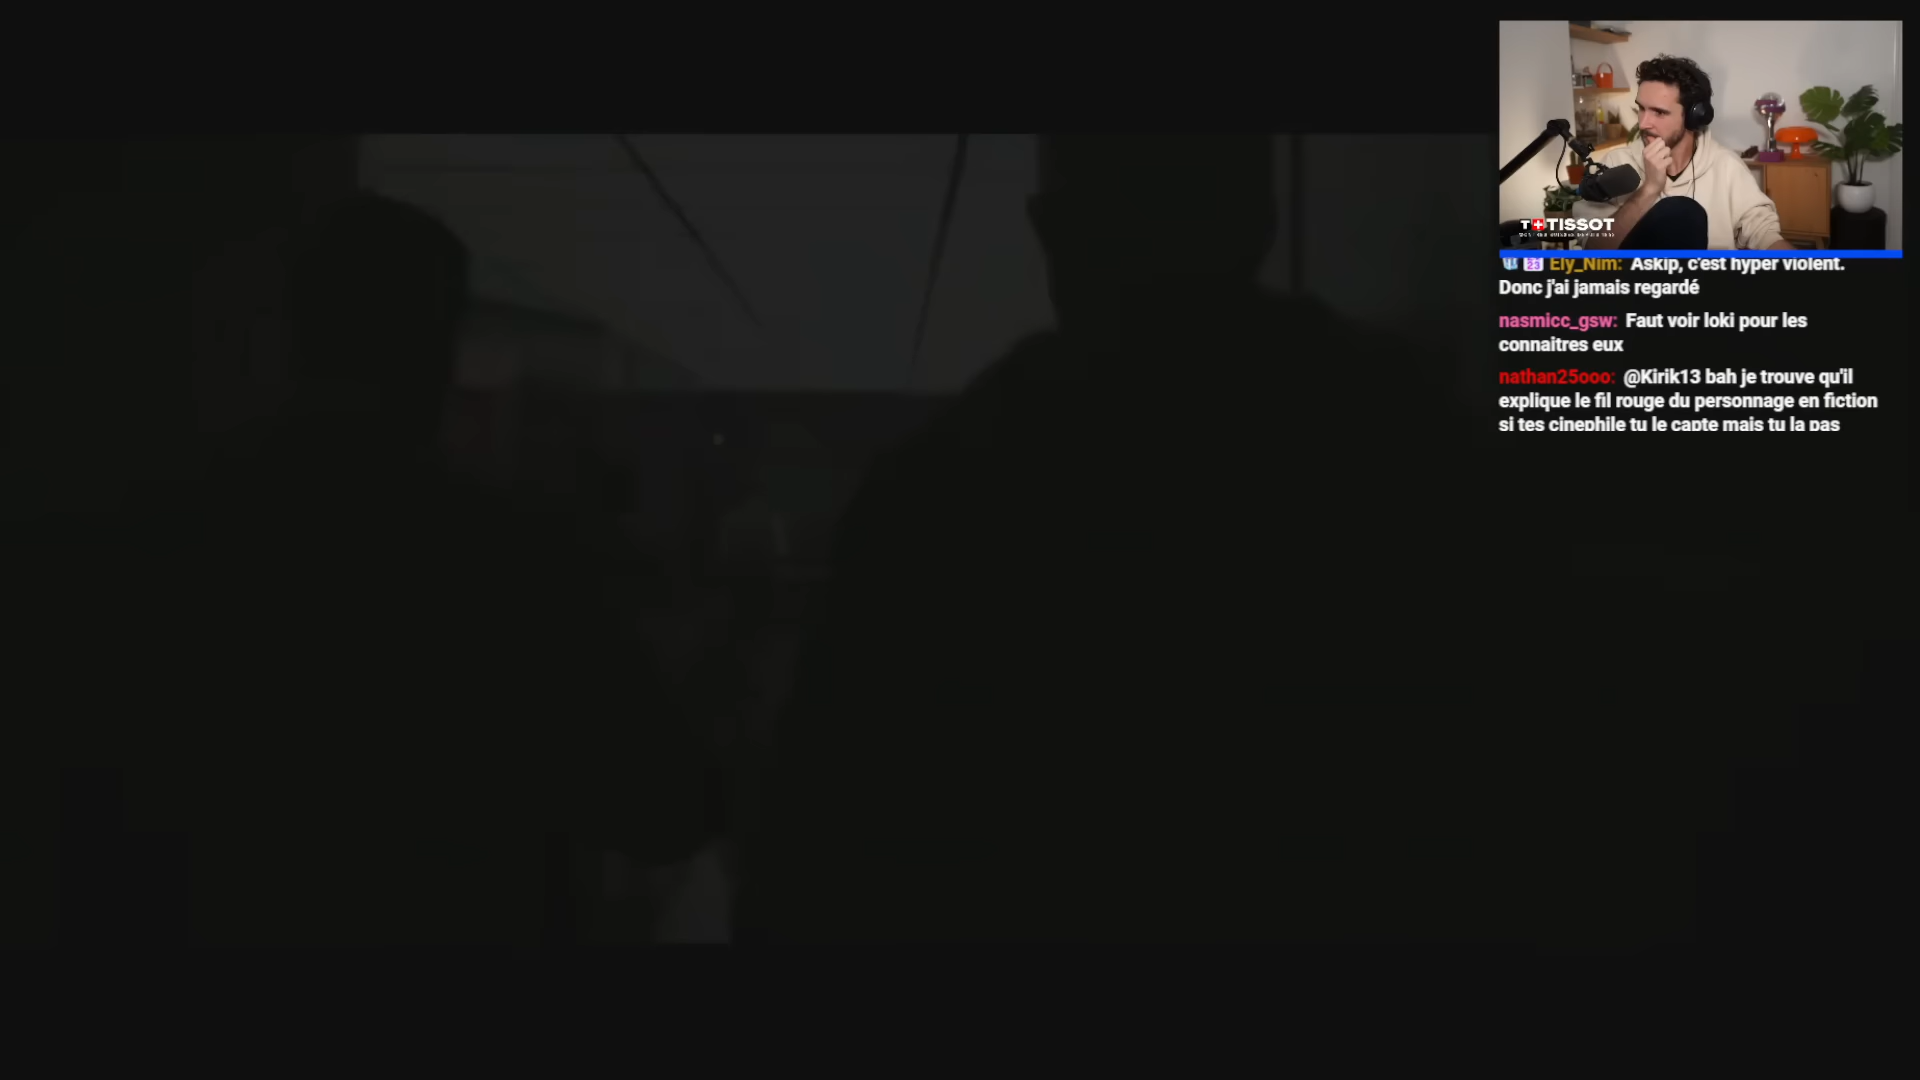 T+TISSOT
23 Ely_Nim: Askip, c'est hyper violent.
Donc j'ai jamais regardé
nasmicc_gsw: Faut voir loki pour les
connaitres eux
nathan25ooo: @Kirik13 bah je trouve qu'il
explique le fil rouge du personnage en fiction
si tes cinephile tu le capte mais tu la pas